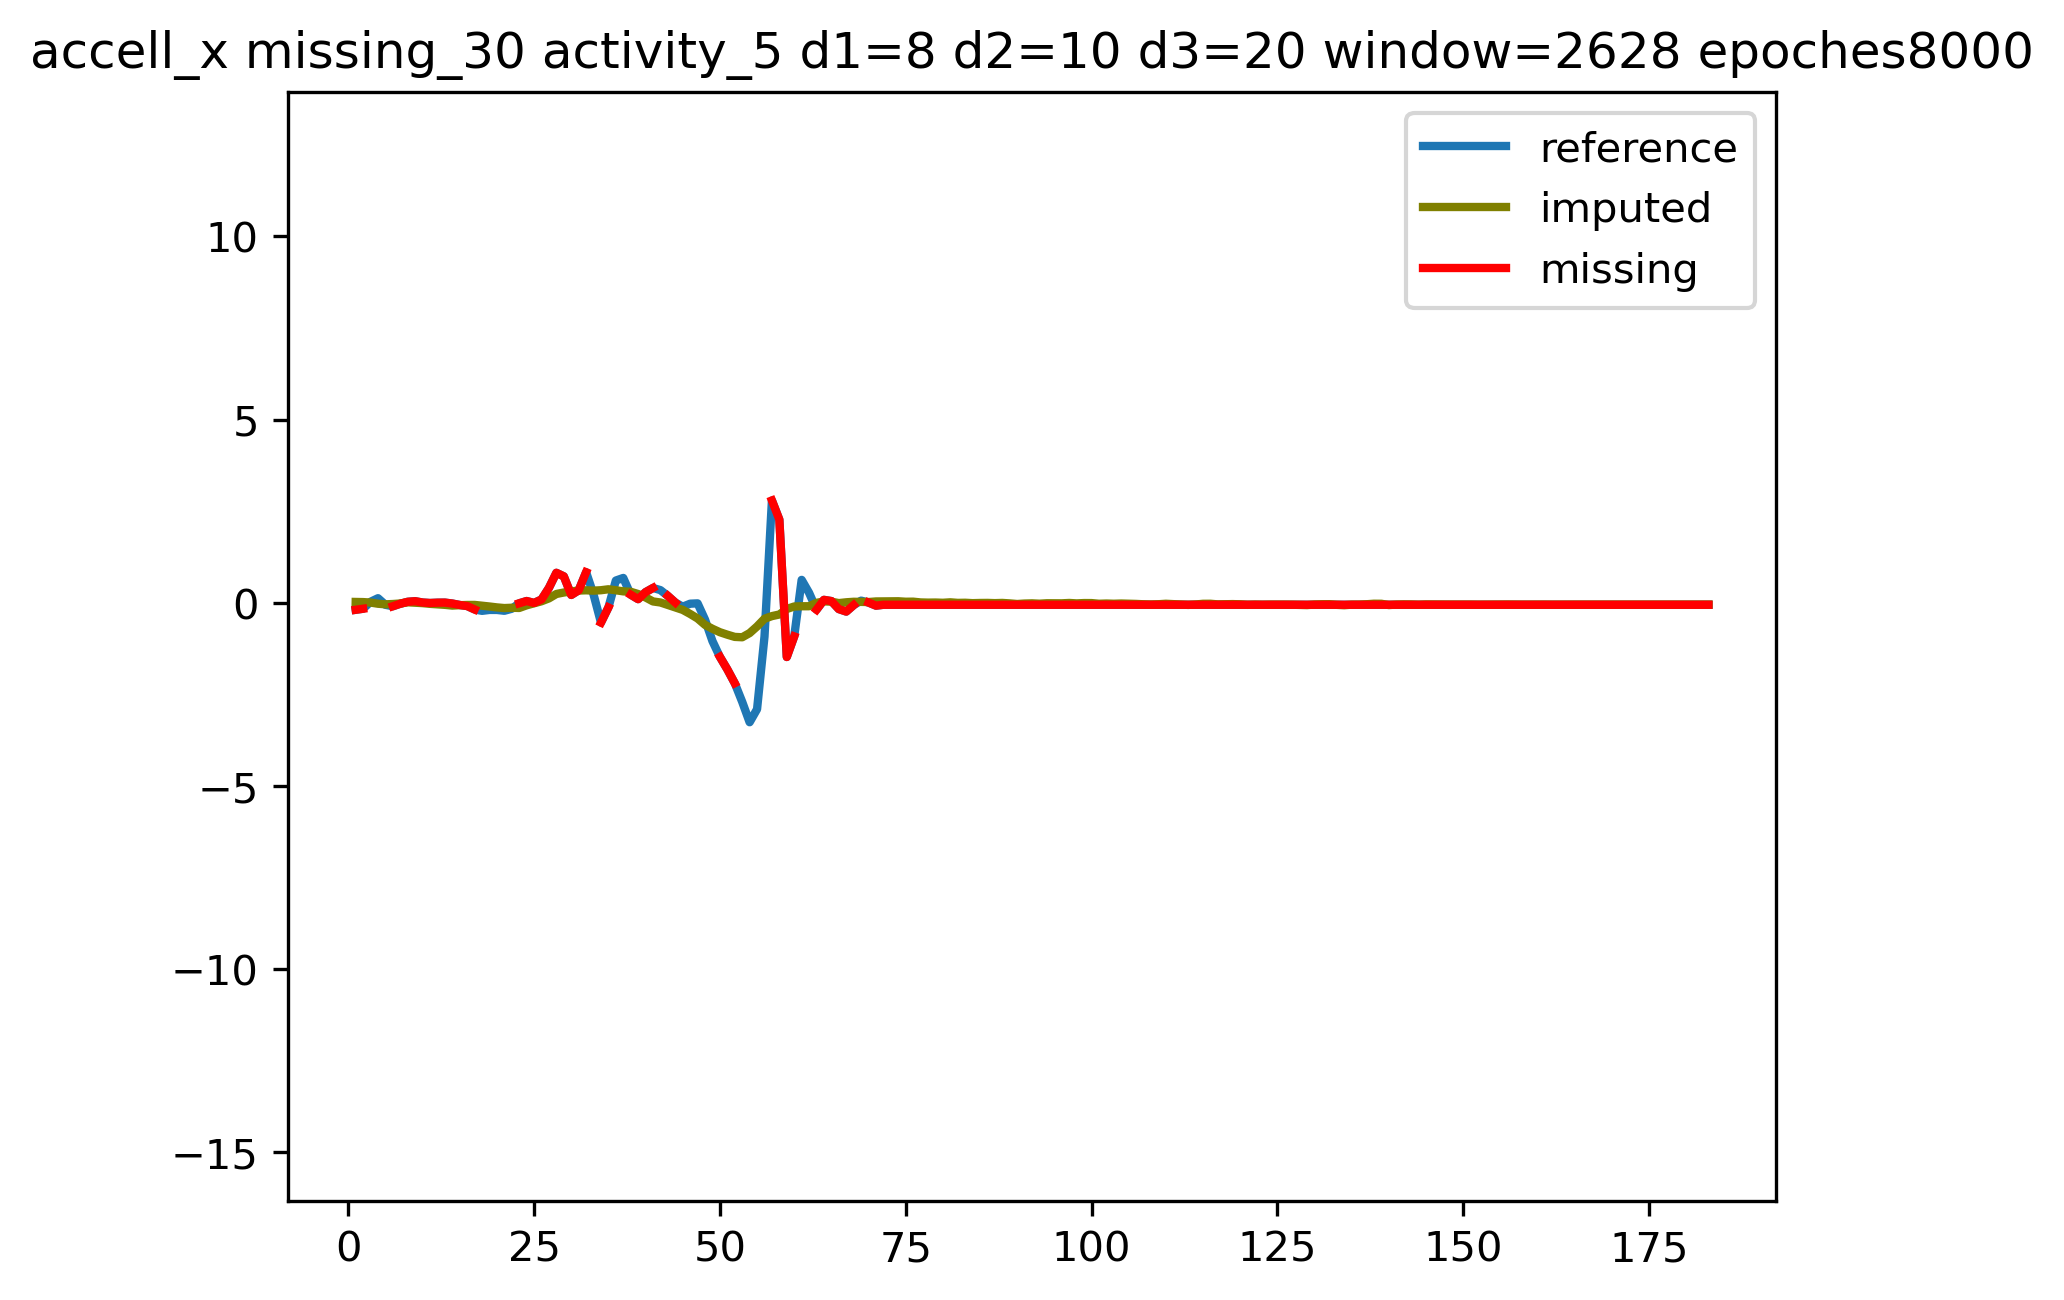 accell_x missing_30 activity_5 d1=8 d2=10 d3=20 window=2628 epoches8000
reference
imputed
missing
10
5
0
−5
−10
−15
0 25 50 75 100 125 150 175